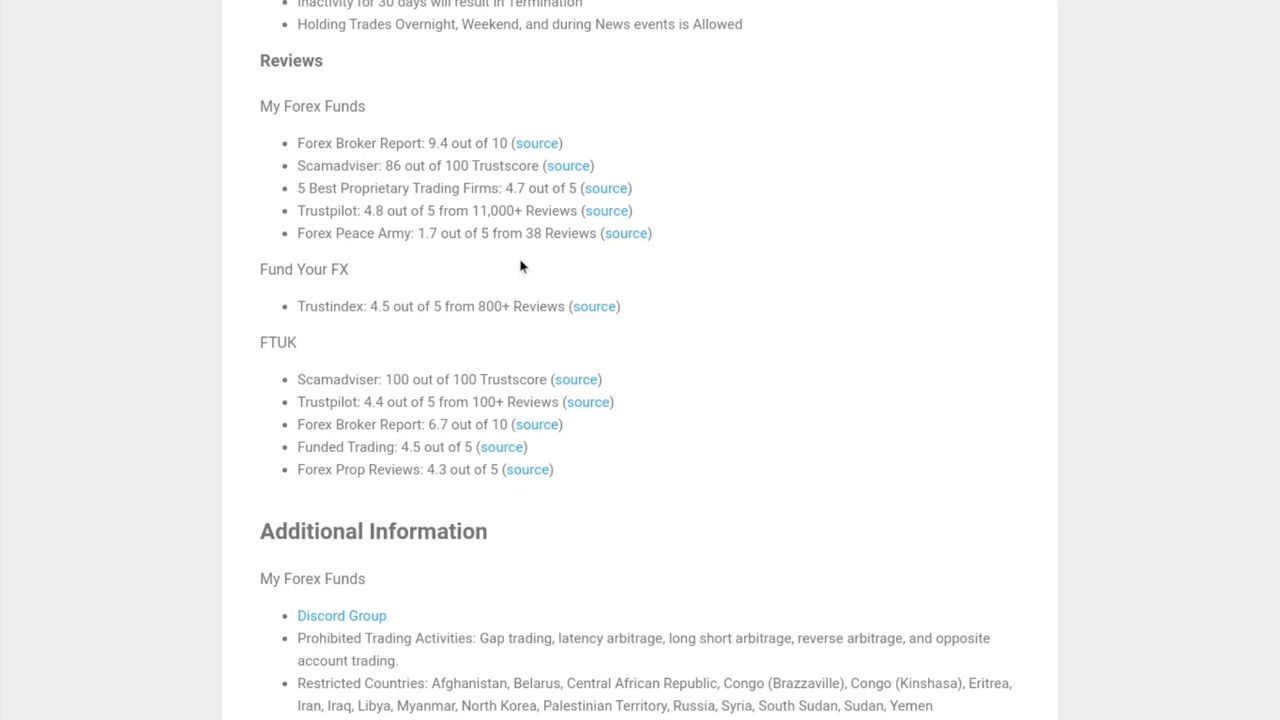 Inactivity for 30 days will result in Termination
Holding Trades Overnight, Weekend, and during News events is Allowed
Reviews
My Forex Funds
Forex Broker Report: 9.4 out of 10 (source)
Scamadviser: 86 out of 100 Trustscore (source)
5 Best Proprietary Trading Firms: 4.7 out of 5 (source)
Trustpilot: 4.8 out of 5 from 11,000+ Reviews (source)
Forex Peace Army: 1.7 out of 5 from 38 Reviews (source)
Fund Your FX
Trustindex: 4.5 out of 5 from 800+ Reviews (source)
FTUK
Scamadviser: 100 out of 100 Trustscore (source)
Trustpilot: 4.4 out of 5 from 100+ Reviews (source)
Forex Broker Report: 6.7 out of 10 (source)
Funded Trading: 4.5 out of 5 (source)
Forex Prop Reviews: 4.3 out of 5 (source)
Additional Information
My Forex Funds
Discord Group
Prohibited Trading Activities: Gap trading, latency arbitrage, long short arbitrage, reverse arbitrage, and opposite
account trading.
Restricted Countries: Afghanistan, Belarus, Central African Republic, Congo (Brazzaville), Congo (Kinshasa), Eritrea,
Iran, Iraq, Libya, Myanmar, North Korea, Palestinian Territory, Russia, Syria, South Sudan, Sudan, Yemen